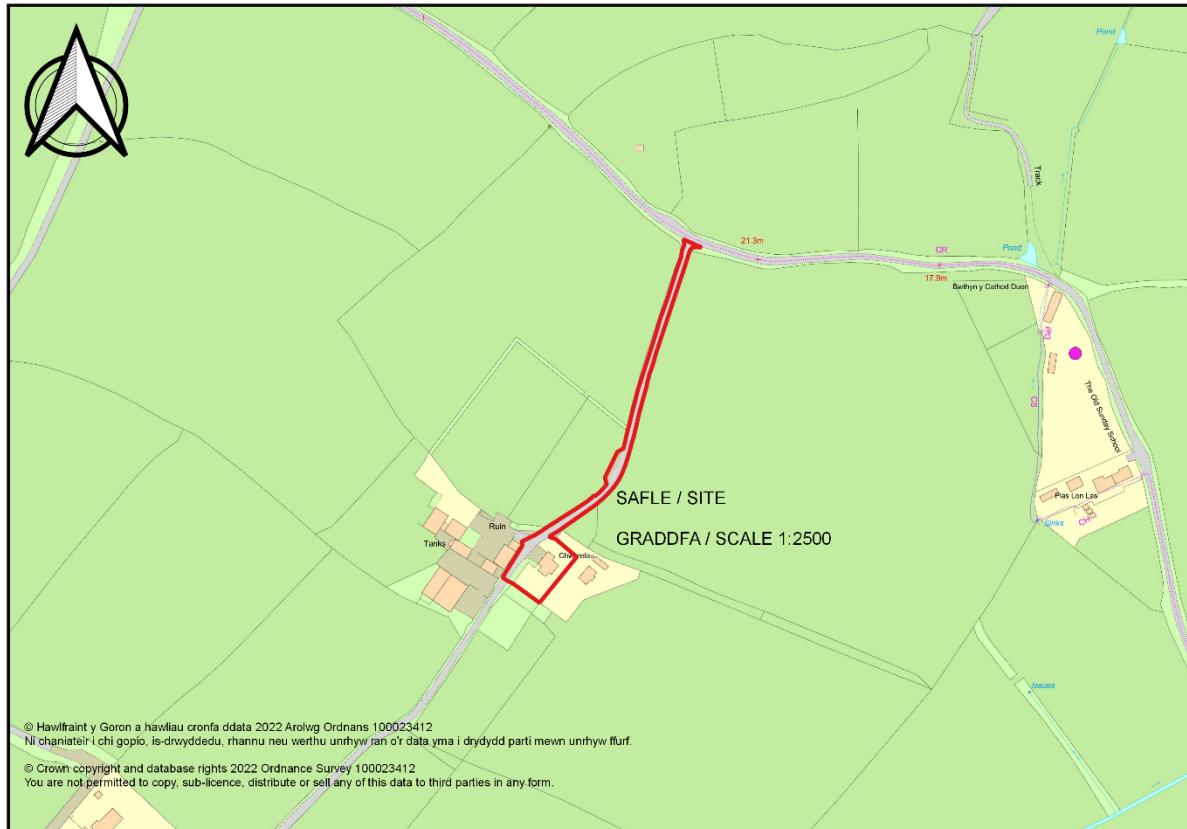 Pond
Track
21.3m
CR
Pond
17.9m
Bwthyn y Cathod Duon
Def
CS
The Old Sunday School
SAFLE / SITE
Plas Lon Las
Ruin
Sinks
CH
GRADDFA / SCALE 1:2500
Tanks
Issues
© Hawlfraint y Goron a hawliau cronfa ddata 2022 Arolwg Ordnans 100023412
Ni chaniateir i chi gopïo, is-drwyddedu, rhannu neu werthu unrhyw ran o'r data yma i drydydd parti mewn unrhyw ffurf.
© Crown copyright and database rights 2022 Ordnance Survey 100023412
You are not permitted to copy, sub-licence, distribute or sell any of this data to third parties in any form.